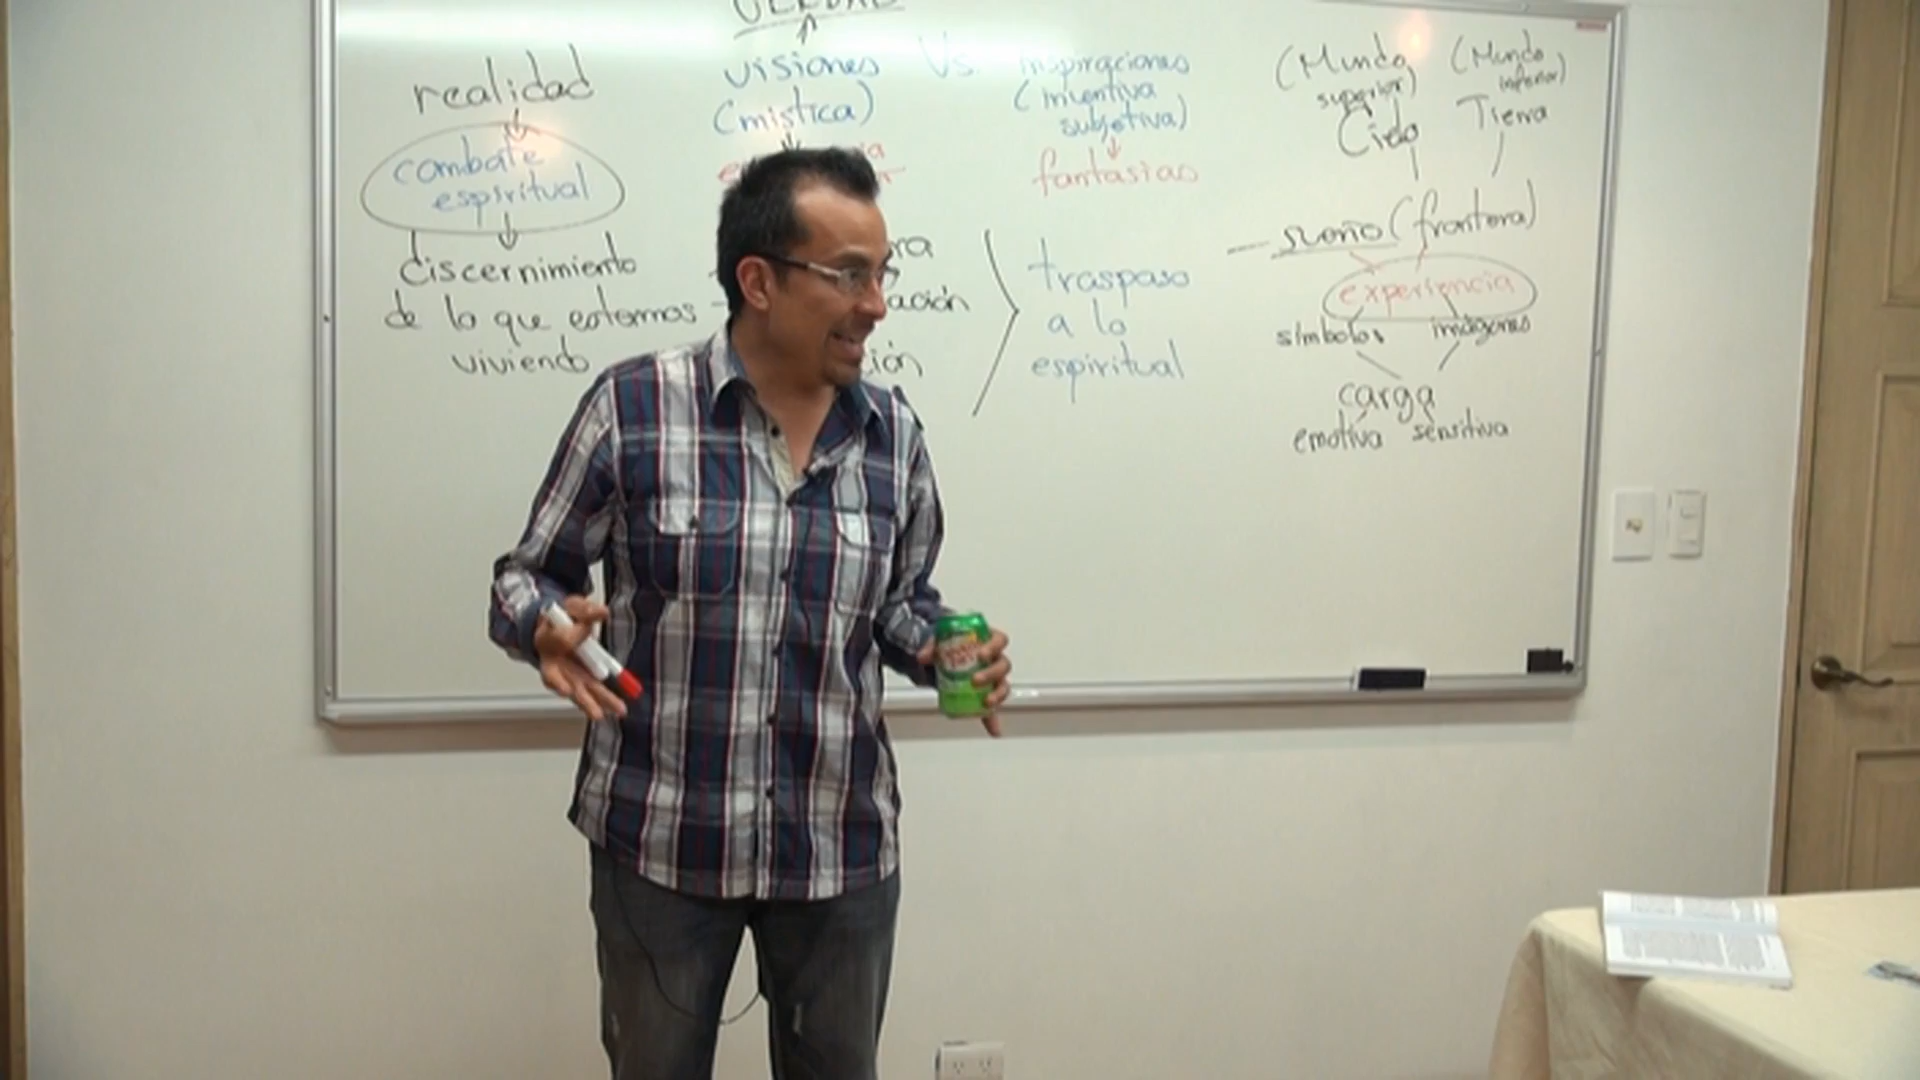 realidad
combate
espiritual
discernimiento
de lo que estamos
viviendo
visiones
(mística)
Vs.
inspiraciones
(inventiva
subjetiva)
fantasias
traspaso
a lo
espiritual
(Mundo
superior)
Cielo
(Mundo
inferior)
Tierra
sueño (frontera)
experiencia
símbolos imágenes
carga
emotiva sensitiva